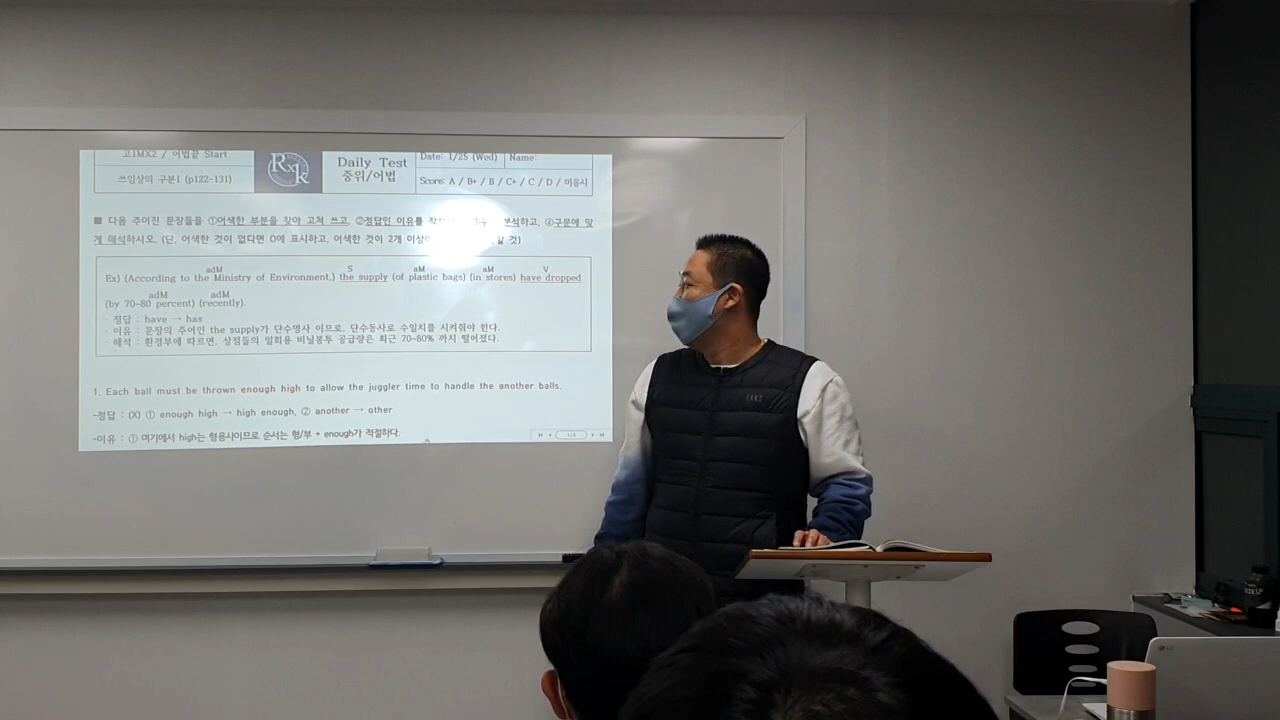 고1MX2 / 어법끝 Start
쓰임상의 구분1 (p122-131)
RxK
Daily Test
중위/어법
Date: 1/25 (Wed)
Name:
Score: A / B+ / B / C+ / C / D / 미응시
■ 다음 주어진 문장들을 ①어색한 부분을 찾아 고쳐 쓰고, ②정답인 이유를 분석하고, ④구문에 맞
게 해석하시오. (단, 어색한 것이 없다면 O에 표시하고, 어색한 것이 2개 이상 할 것)
adM S aM aM V
Ex) (According to the Ministry of Environment,) the supply (of plastic bags) (in stores) have dropped
adM adM
(by 70-80 percent) (recently).
· 정답 : have → has
· 이유 : 문장의 주어인 the supply가 단수명사 이므로, 단수동사로 수일치를 시켜줘야 한다.
· 해석 : 환경부에 따르면, 상점들의 일회용 비닐봉투 공급량은 최근 70-80% 까지 떨어졌다.
1. Each ball must be thrown enough high to allow the juggler time to handle the another balls.
-정답 : (X) ① enough high → high enough, ② another → other
-이유 : ① 여기에서 high는 형용사이므로 순서는 형/부 + enough가 적절하다.
LG